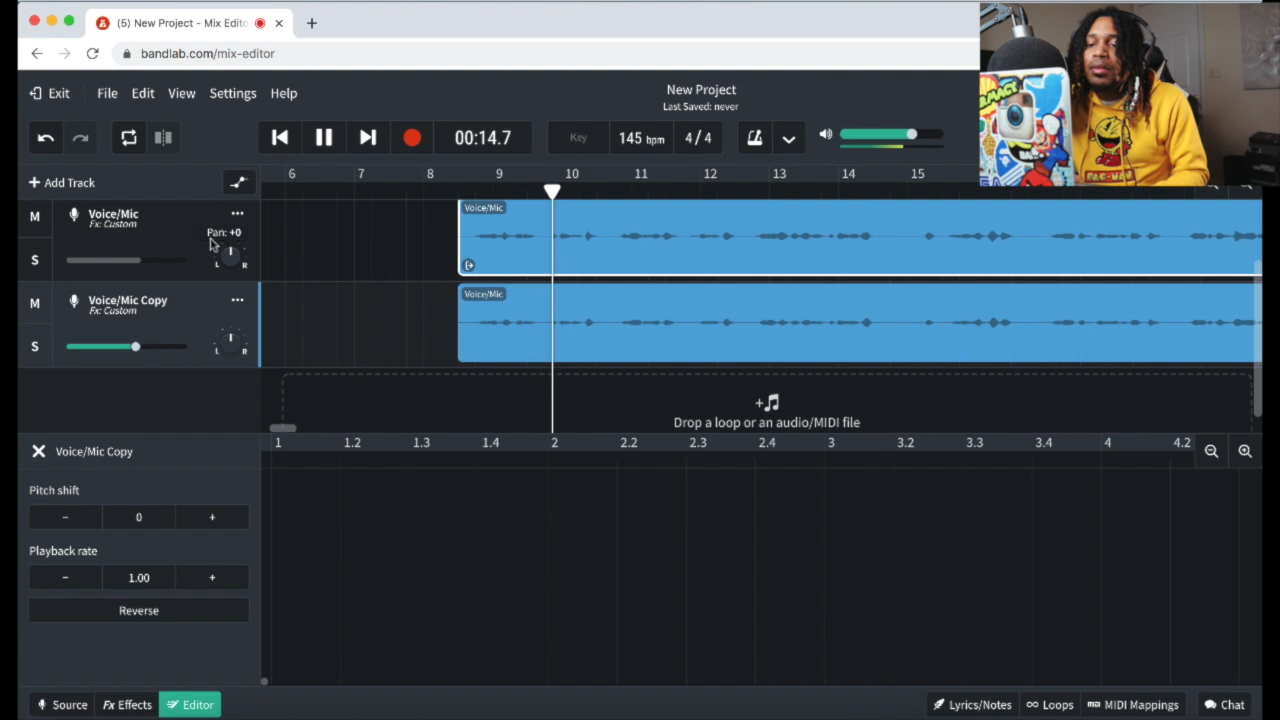 (5) New Project - Mix Edito
bandlab.com/mix-editor
Exit File Edit View Settings Help
New Project
Last Saved: never
00:14.7 Key 145 bpm 4 / 4
+ Add Track
6 7 8 9 10 11 12 13 14 15
M Voice/Mic
Fx: Custom
Pan: +0
S L R
Voice/Mic
M Voice/Mic Copy
Fx: Custom
S L R
Voice/Mic
Drop a loop or an audio/MIDI file
1 1.2 1.3 1.4 2 2.2 2.3 2.4 3 3.2 3.3 3.4 4 4.2
Voice/Mic Copy
Pitch shift
− 0 +
Playback rate
− 1.00 +
Reverse
Source Fx Effects Editor Lyrics/Notes Loops MIDI Mappings Chat
PAC-MAN